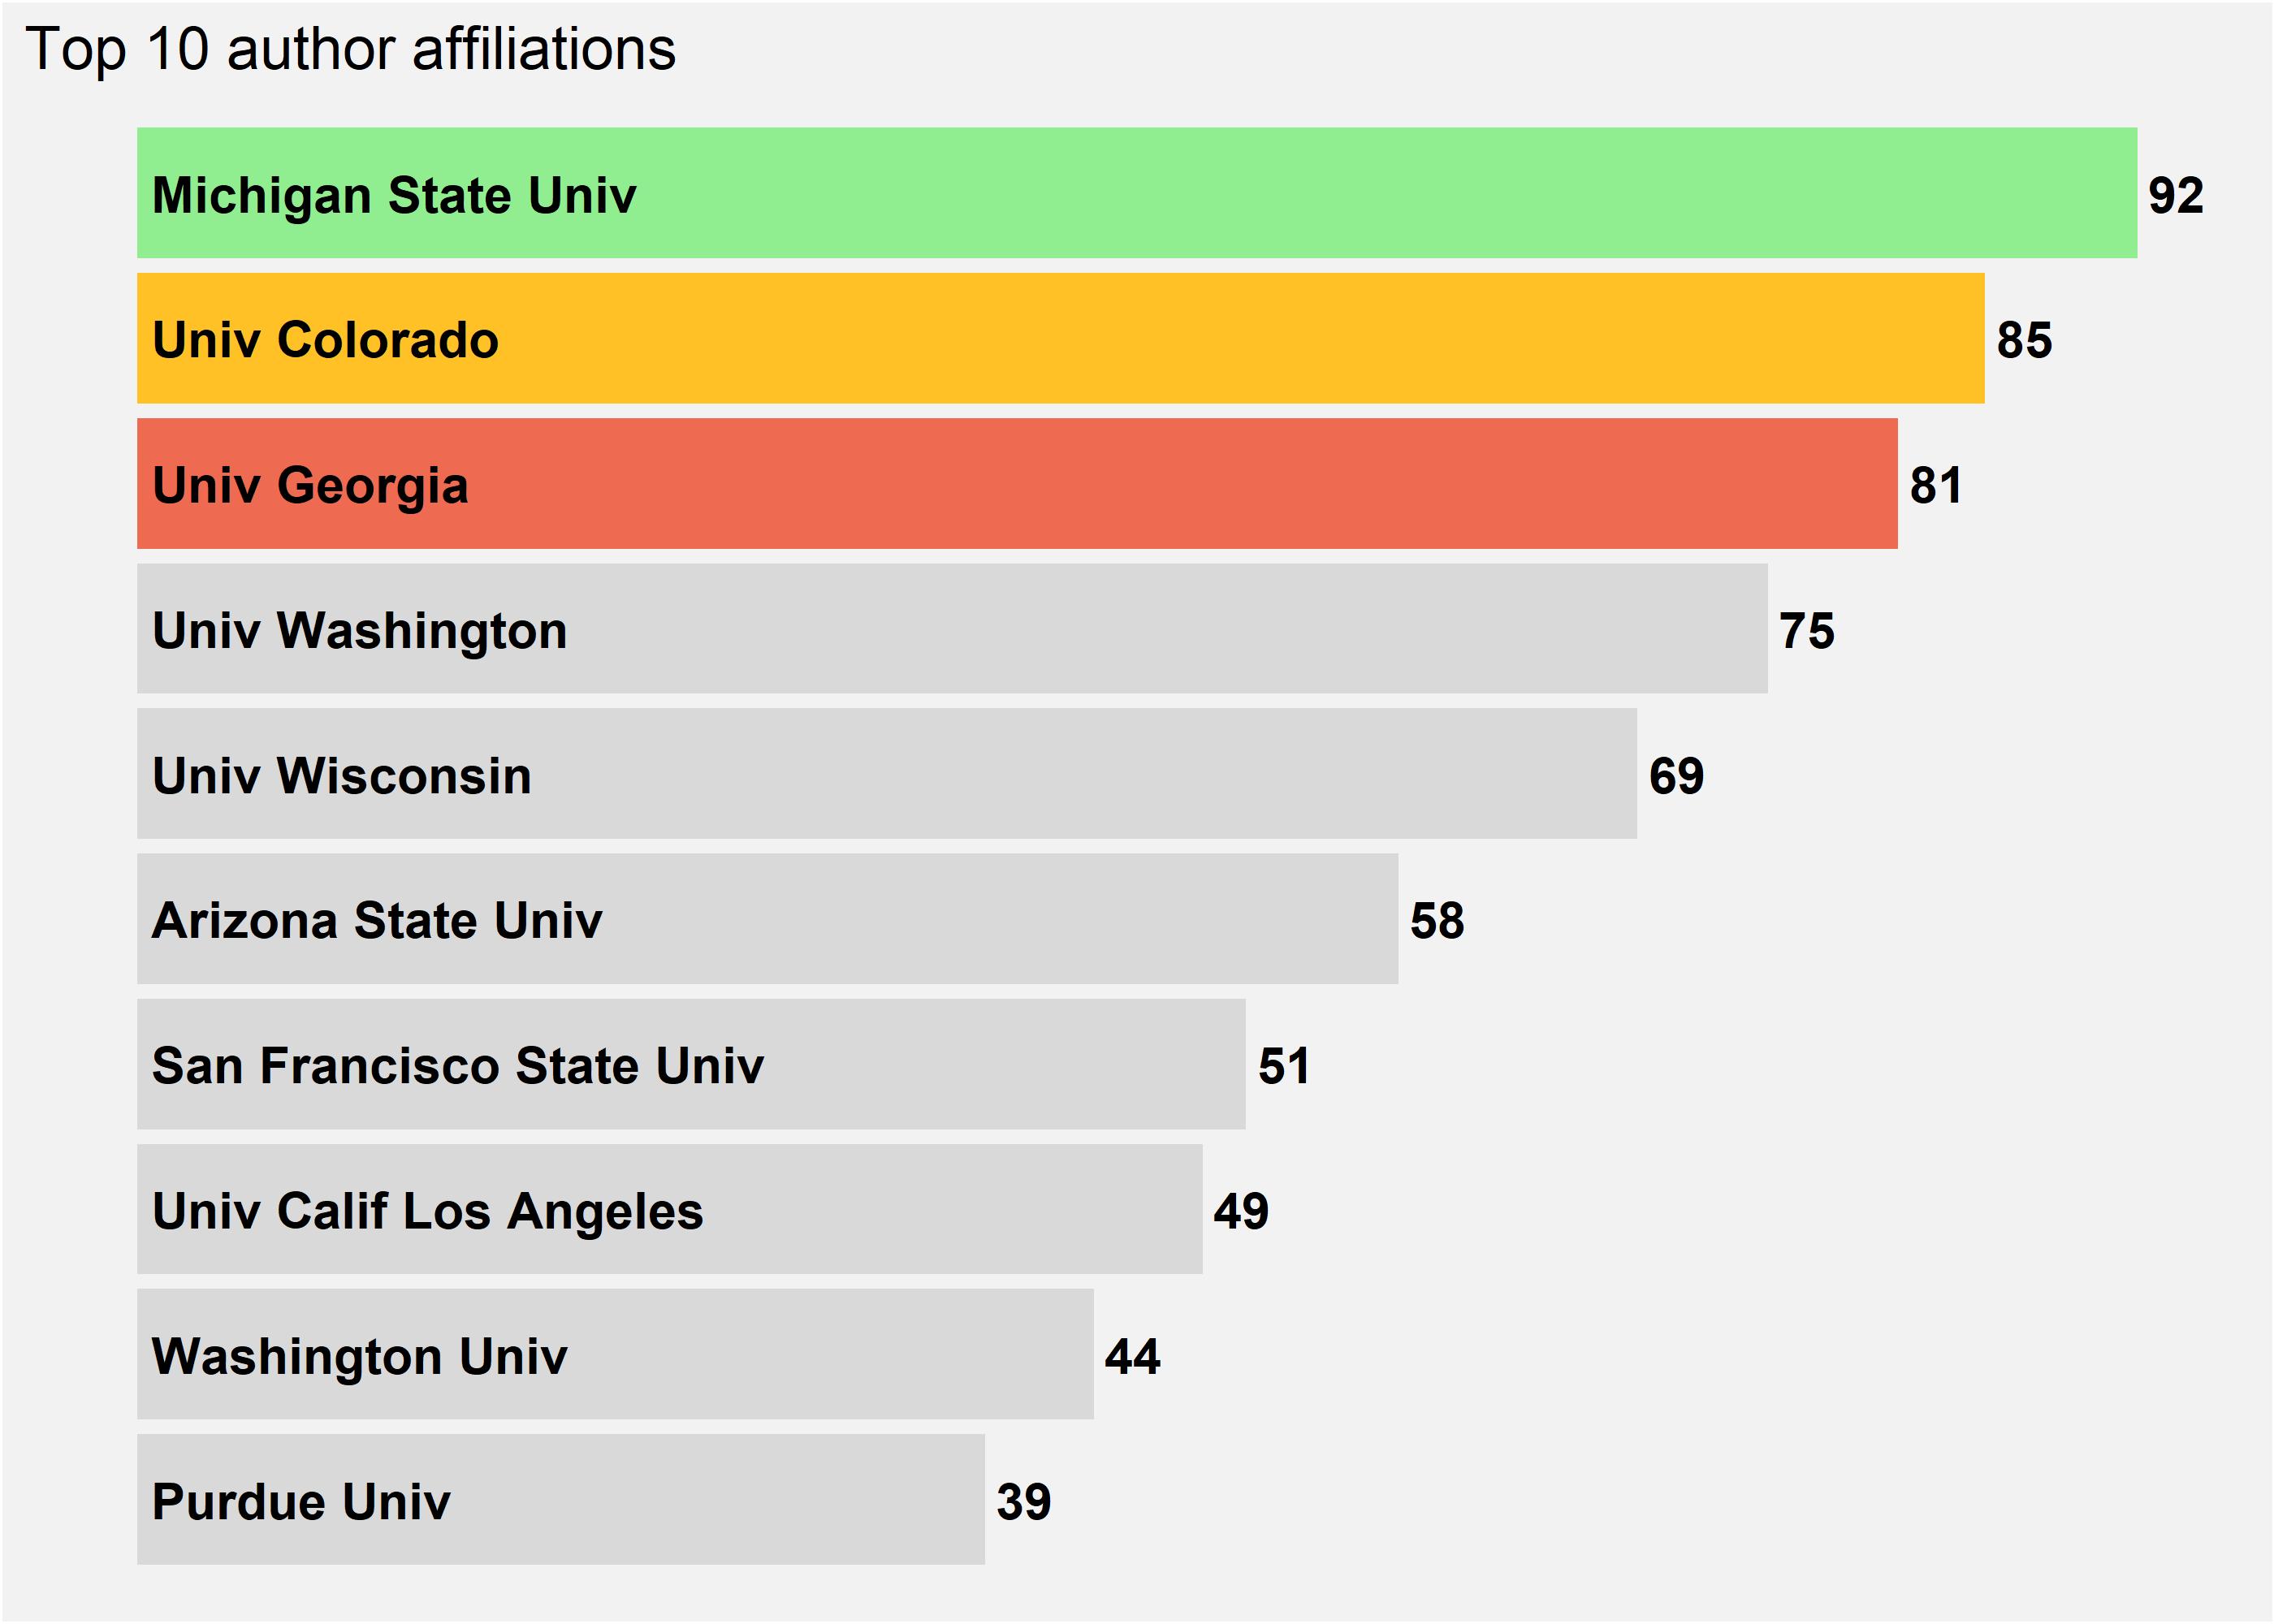 Top 10 author affiliations
Michigan State Univ 92
Univ Colorado 85
Univ Georgia 81
Univ Washington 75
Univ Wisconsin 69
Arizona State Univ 58
San Francisco State Univ 51
Univ Calif Los Angeles 49
Washington Univ 44
Purdue Univ 39